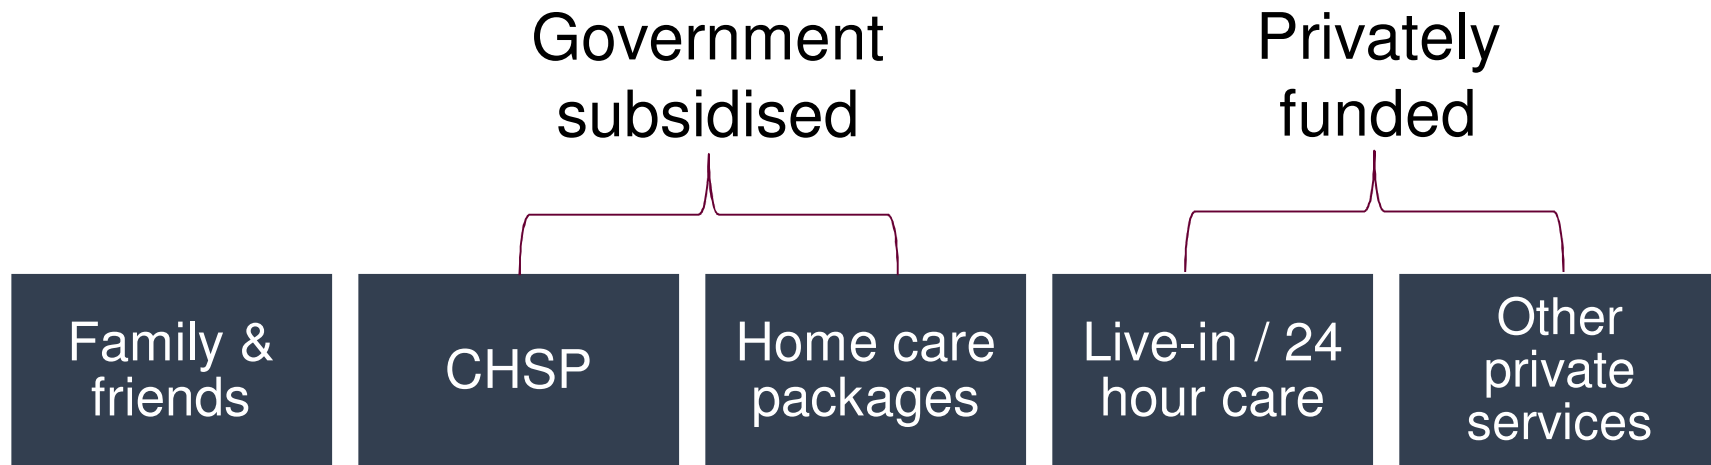 Government
subsidised
Privately
funded
Family &
friends
CHSP
Home care
packages
Live-in / 24
hour care
Other
private
services